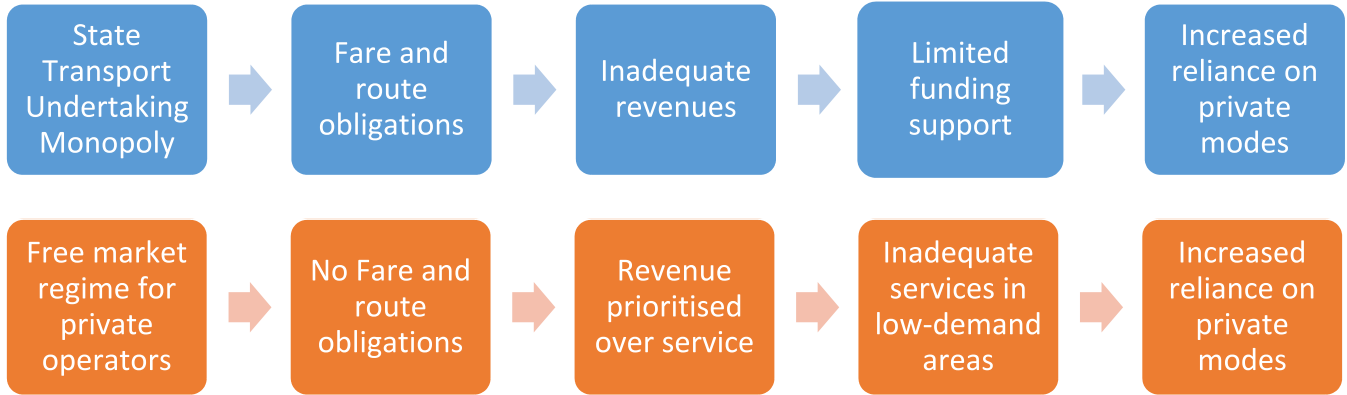 State
Transport
Undertaking
Monopoly
Fare and
route
obligations
Inadequate
revenues
Limited
funding
support
Increased
reliance on
private
modes
Free market
regime for
private
operators
No Fare and
route
obligations
Revenue
prioritised
over service
Inadequate
services in
low-demand
areas
Increased
reliance on
private
modes